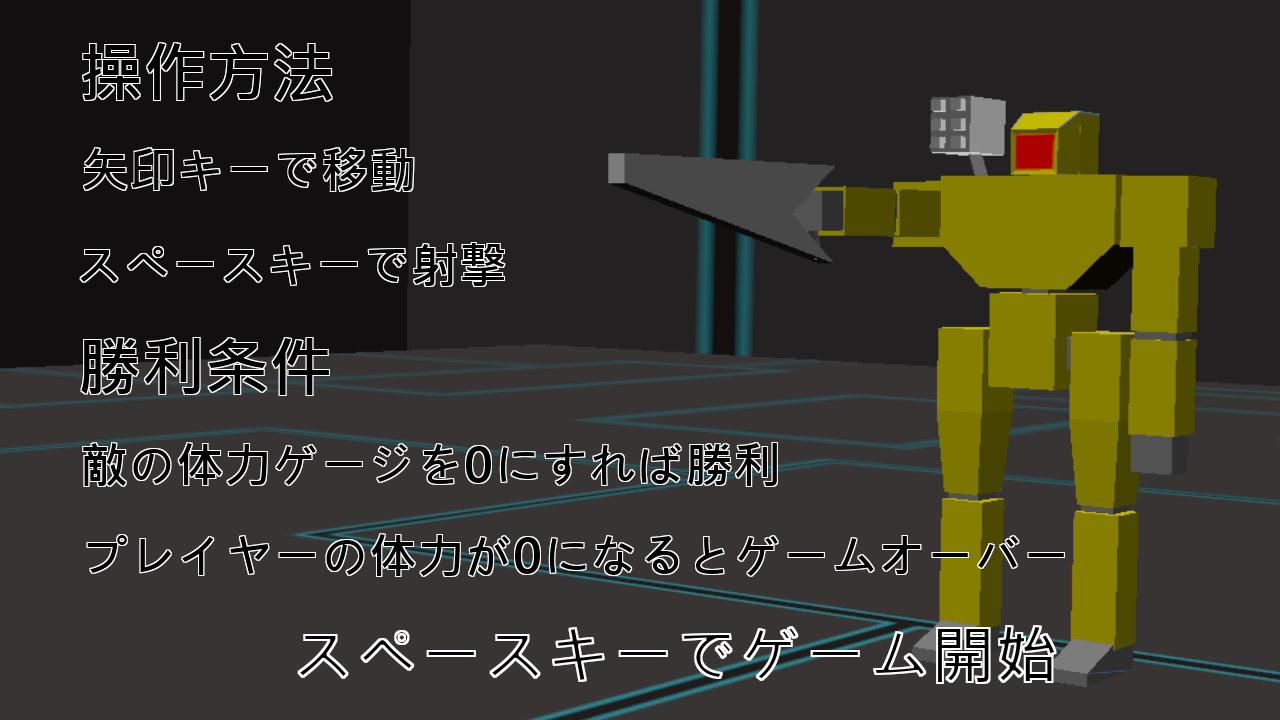 操作方法
矢印キーで移動
スペースキーで射撃
勝利条件
敵の体力ゲージを0にすれば勝利
プレイヤーの体力が0になるとゲームオーバー
スペースキーでゲーム開始